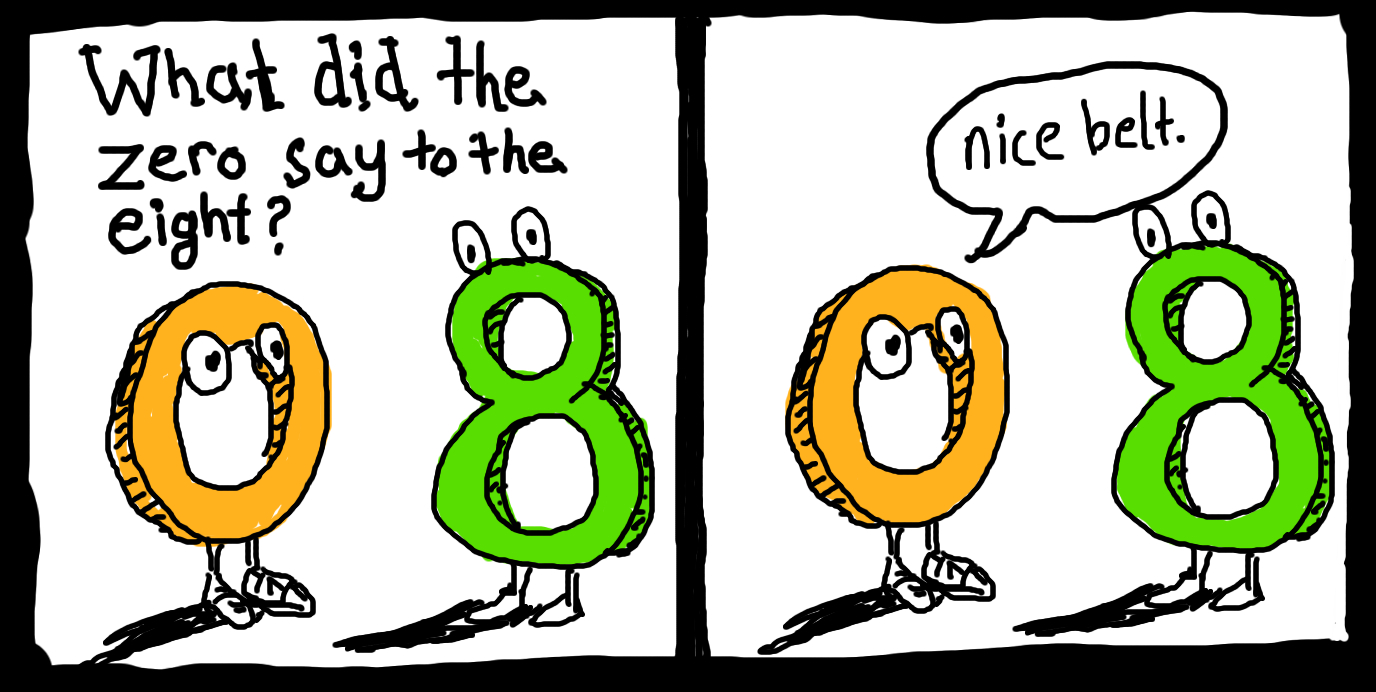 What did the
zero say to the
eight?
nice belt.